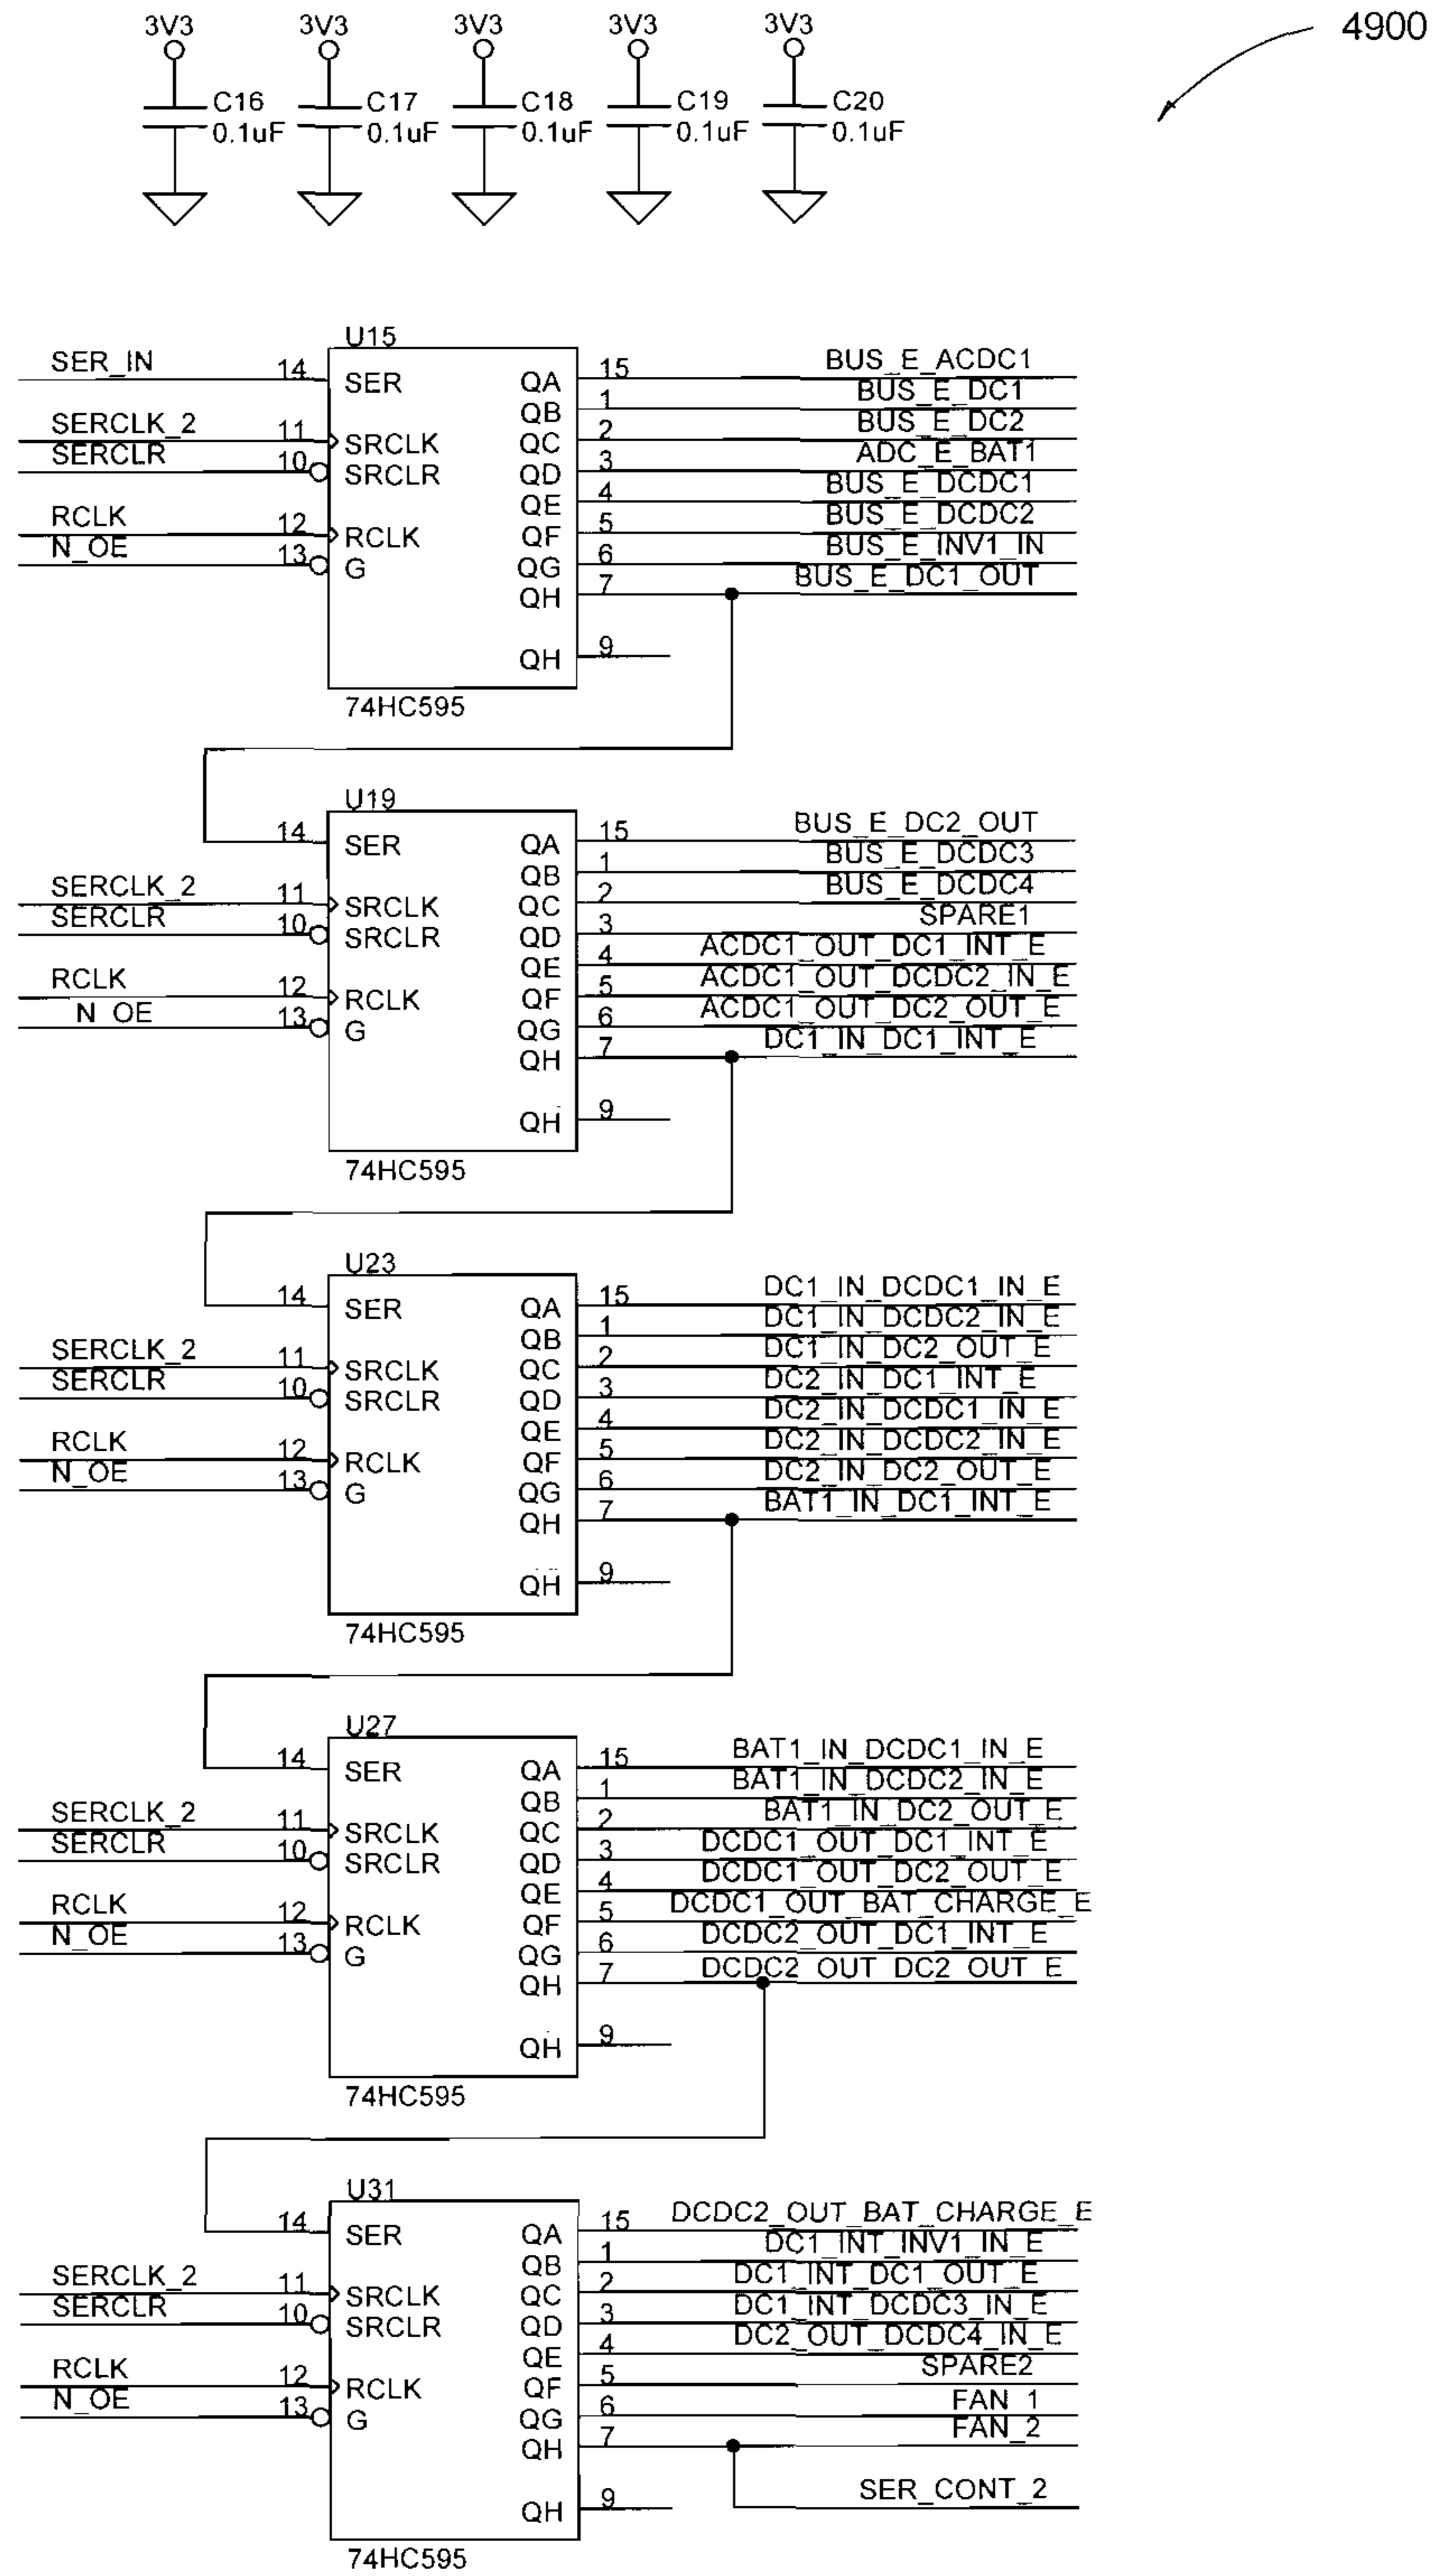 4900
3V3 3V3 3V3 3V3 3V3
C16 C17 C18 C19 C20
0.1uF 0.1uF 0.1uF 0.1uF 0.1uF
U15
SER_IN 14 SER QA 15 BUS_E_ACDC1
QB 1 BUS_E_DC1
SERCLK_2 11 SRCLK QC 2 BUS_E_DC2
SERCLR 10 SRCLR QD 3 ADC_E_BAT1
QE 4 BUS_E_DCDC1
RCLK 12 RCLK QF 5 BUS_E_DCDC2
N_OE 13 G QG 6 BUS_E_INV1_IN
QH 7 BUS_E_DC1_OUT
QH 9
74HC595
U19
14 SER QA 15 BUS_E_DC2_OUT
QB 1 BUS_E_DCDC3
SERCLK_2 11 SRCLK QC 2 BUS_E_DCDC4
SERCLR 10 SRCLR QD 3 SPARE1
QE 4 ACDC1_OUT_DC1_INT_E
RCLK 12 RCLK QF 5 ACDC1_OUT_DCDC2_IN_E
N_OE 13 G QG 6 ACDC1_OUT_DC2_OUT_E
QH 7 DC1_IN_DC1_INT_E
QH 9
74HC595
U23
14 SER QA 15 DC1_IN_DCDC1_IN_E
QB 1 DC1_IN_DCDC2_IN_E
SERCLK_2 11 SRCLK QC 2 DC1_IN_DC2_OUT_E
SERCLR 10 SRCLR QD 3 DC2_IN_DC1_INT_E
QE 4 DC2_IN_DCDC1_IN_E
RCLK 12 RCLK QF 5 DC2_IN_DCDC2_IN_E
N_OE 13 G QG 6 DC2_IN_DC2_OUT_E
QH 7 BAT1_IN_DC1_INT_E
QH 9
74HC595
U27
14 SER QA 15 BAT1_IN_DCDC1_IN_E
QB 1 BAT1_IN_DCDC2_IN_E
SERCLK_2 11 SRCLK QC 2 BAT1_IN_DC2_OUT_E
SERCLR 10 SRCLR QD 3 DCDC1_OUT_DC1_INT_E
QE 4 DCDC1_OUT_DC2_OUT_E
RCLK 12 RCLK QF 5 DCDC1_OUT_BAT_CHARGE_E
N_OE 13 G QG 6 DCDC2_OUT_DC1_INT_E
QH 7 DCDC2_OUT_DC2_OUT_E
QH 9
74HC595
U31
14 SER QA 15 DCDC2_OUT_BAT_CHARGE_E
QB 1 DC1_INT_INV1_IN_E
SERCLK_2 11 SRCLK QC 2 DC1_INT_DC1_OUT_E
SERCLR 10 SRCLR QD 3 DC1_INT_DCDC3_IN_E
QE 4 DC2_OUT_DCDC4_IN_E
RCLK 12 RCLK QF 5 SPARE2
N_OE 13 G QG 6 FAN_1
QH 7 FAN_2
SER_CONT_2
QH 9
74HC595